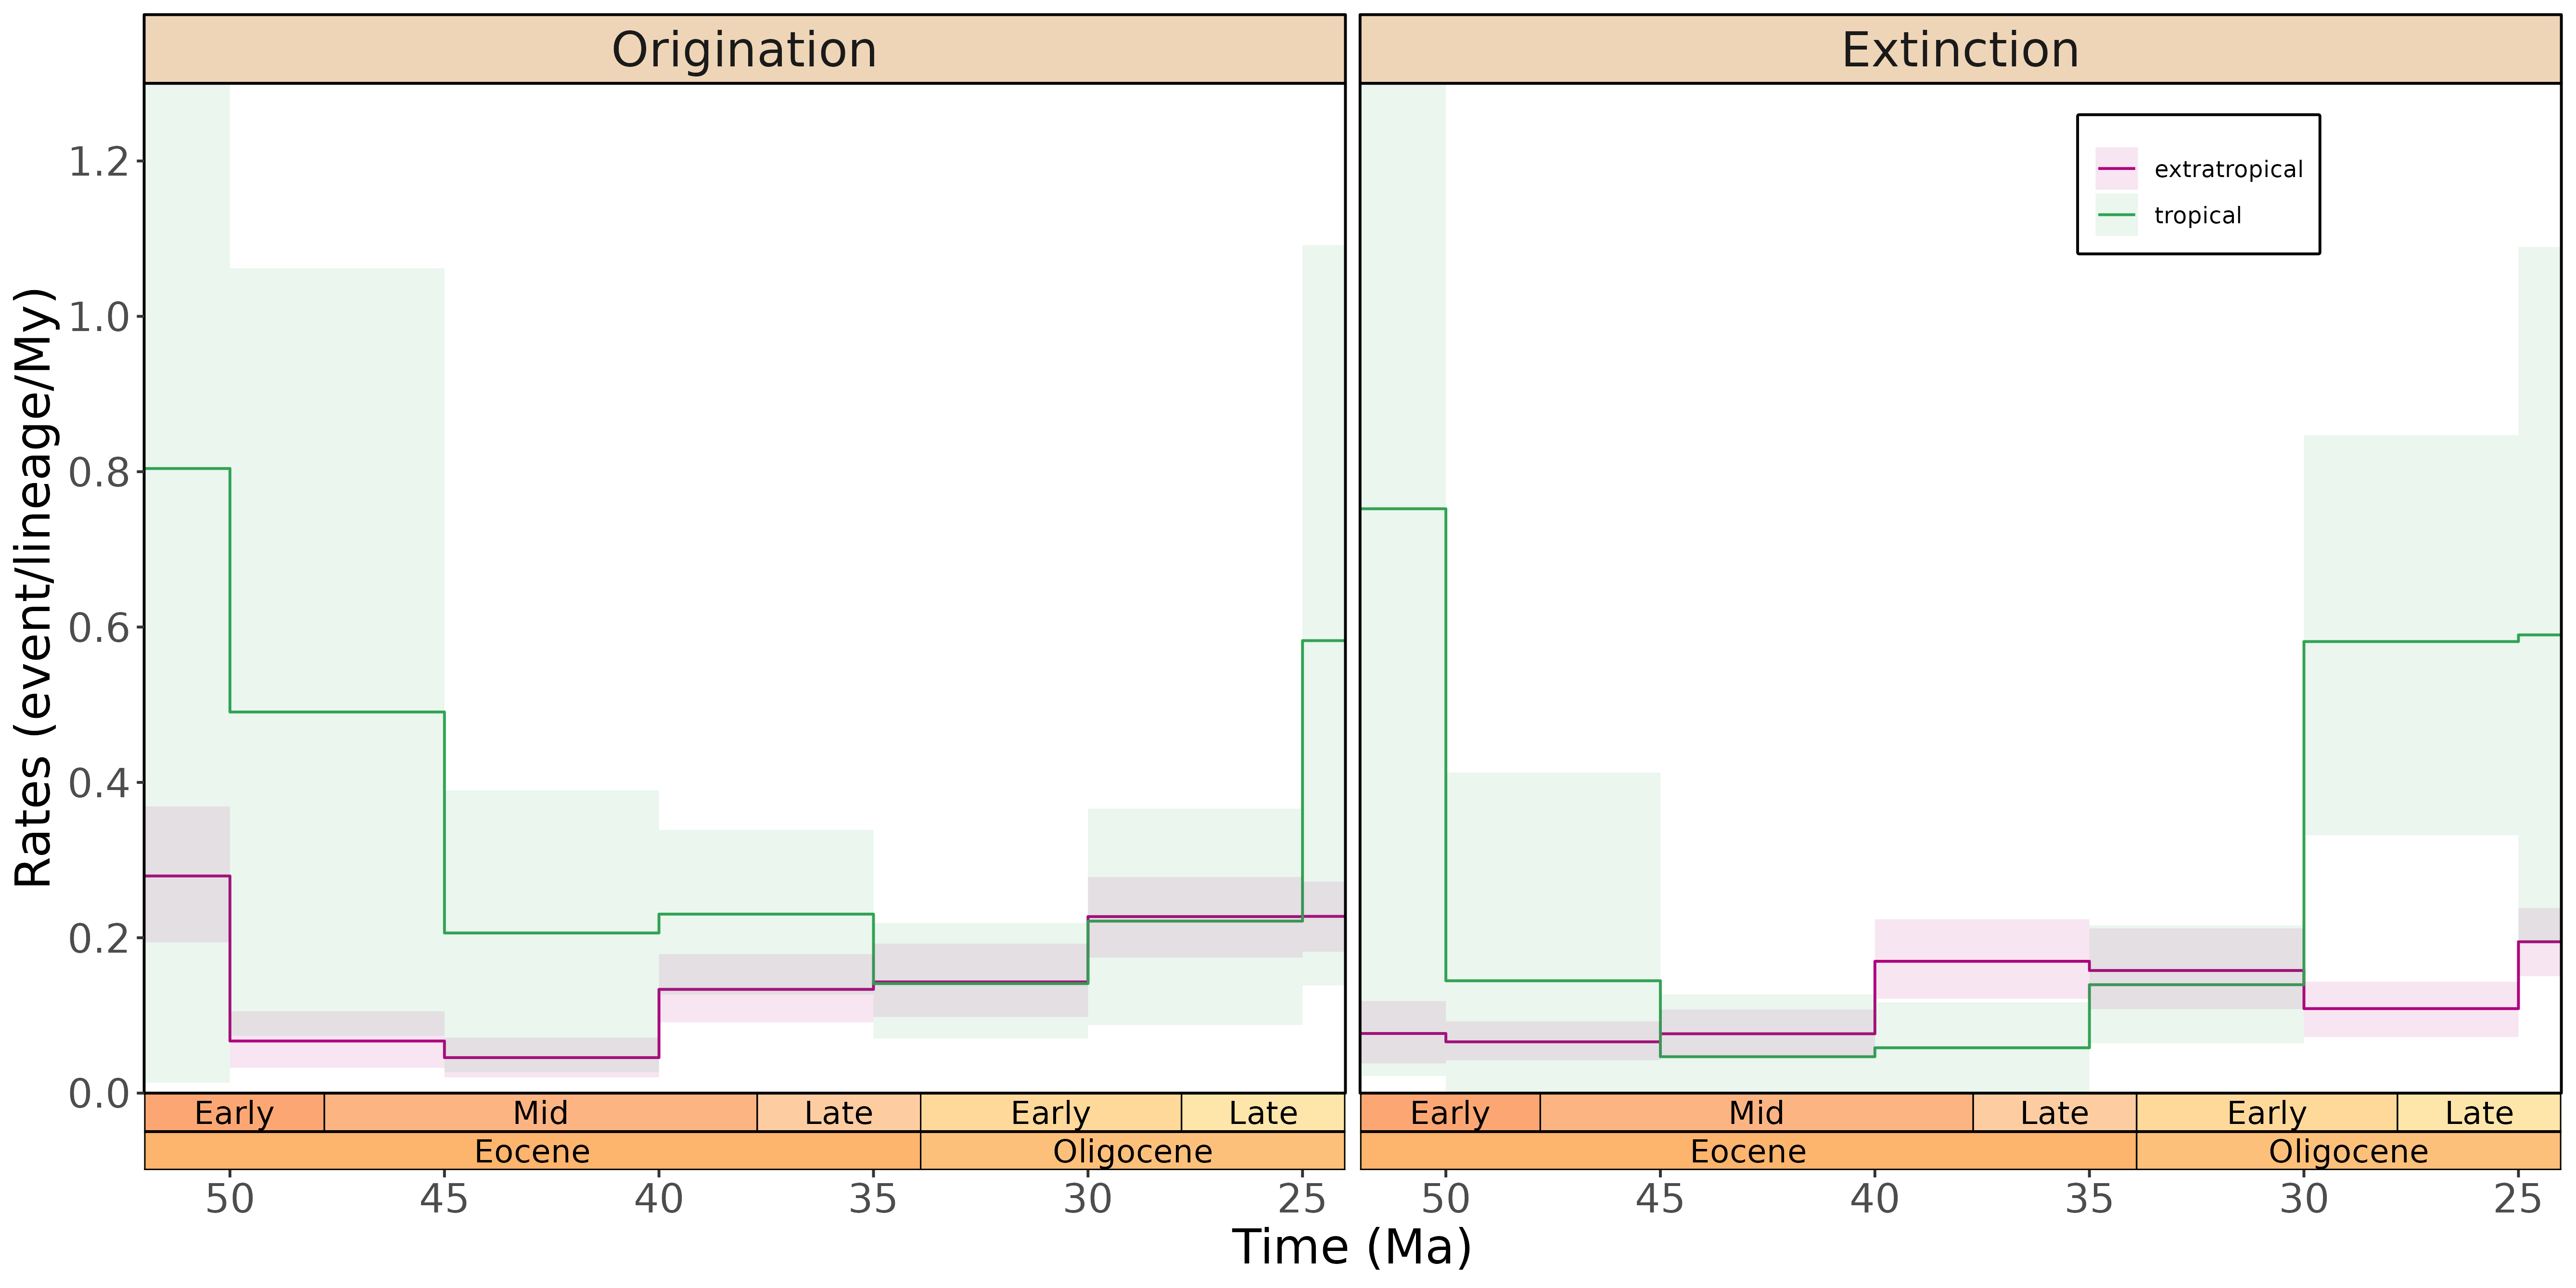 Origination
Extinction
1.2
1.0
0.8
0.6
0.4
0.2
0.0
Rates (event/lineage/My)
extratropical
tropical
Early Mid Late Early Late
Eocene Oligocene
50 45 40 35 30 25
Early Mid Late Early Late
Eocene Oligocene
50 45 40 35 30 25
Time (Ma)